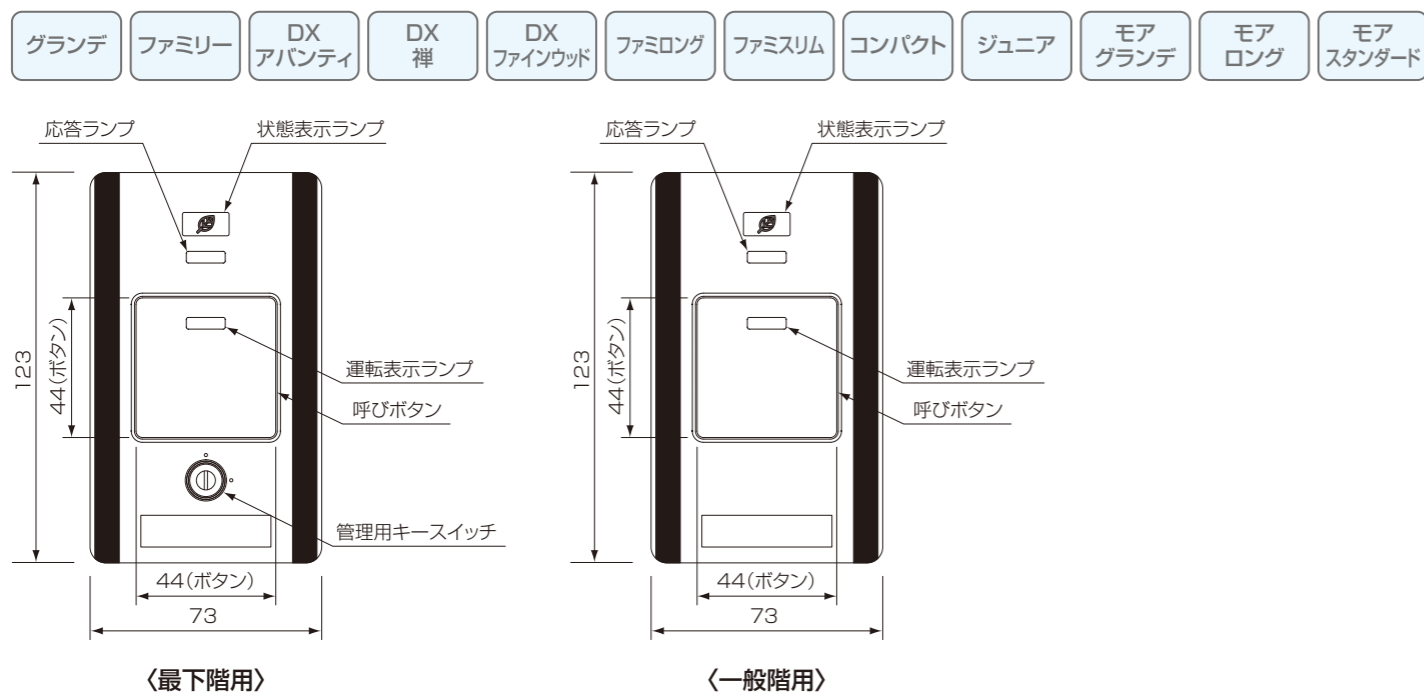 グランデ
ファミリー
DX
アバンティ
DX
禅
DX
ファインウッド
ファミロング
ファミスリム
コンパクト
ジュニア
モア
グランデ
モア
ロング
モア
スタンダード
応答ランプ
状態表示ランプ
123
44(ボタン)
運転表示ランプ
呼びボタン
管理用キースイッチ
44(ボタン)
73
〈最下階用〉
応答ランプ
状態表示ランプ
123
44(ボタン)
運転表示ランプ
呼びボタン
44(ボタン)
73
〈一般階用〉